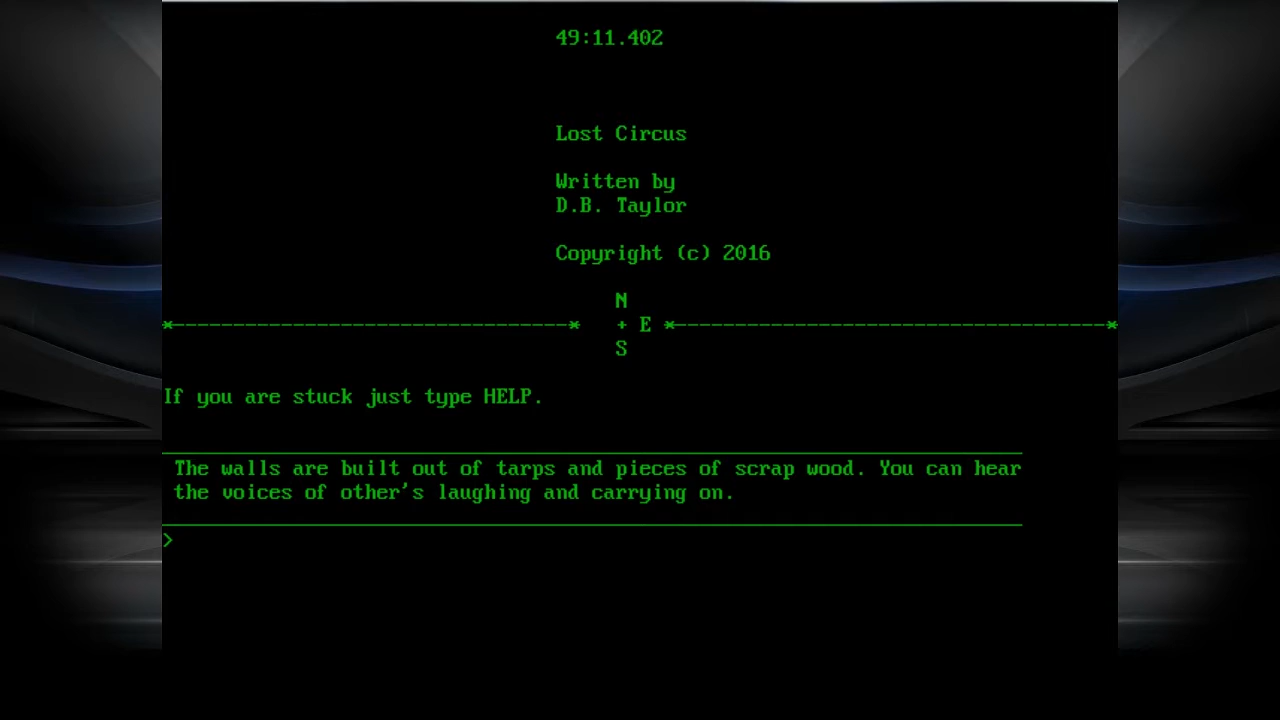 49:11.402
Lost Circus
Written by
D.B. Taylor
Copyright (c) 2016
N
*----------------------------------* + E *-------------------------------------*
S
If you are stuck just type HELP.
The walls are built out of tarps and pieces of scrap wood. You can hear
the voices of other's laughing and carrying on.
>